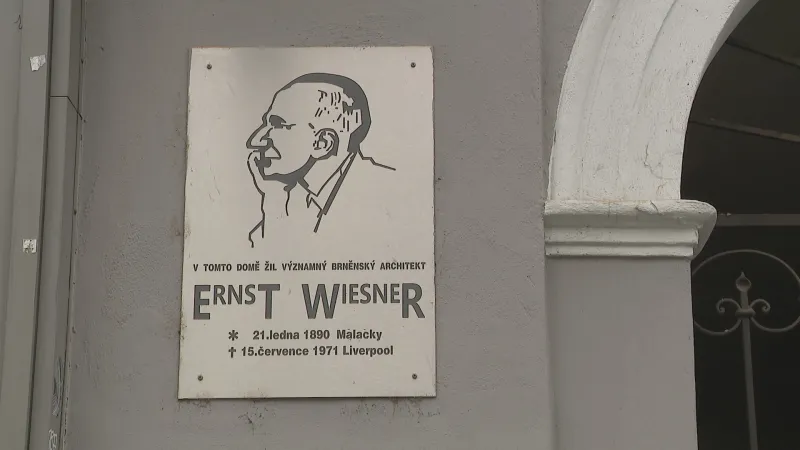 V TOMTO DOMĚ ŽIL VÝZNAMNÝ BRNĚNSKÝ ARCHITEKT
ERNST WIESNER
* 21.ledna 1890 Malacky
† 15.července 1971 Liverpool